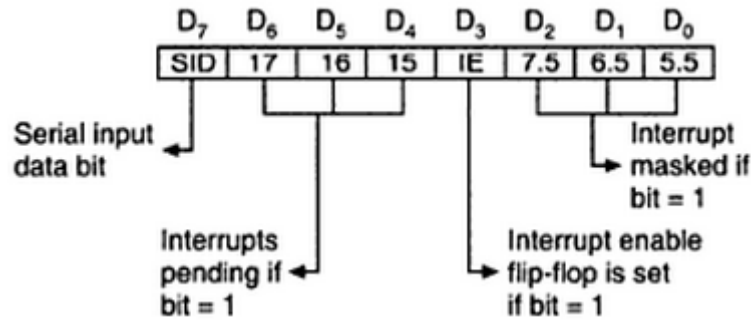 D7 D6 D5 D4 D3 D2 D1 D0
SID 17 16 15 IE 7.5 6.5 5.5
Serial input
data bit
Interrupt
masked if
bit = 1
Interrupts
pending if
bit = 1
Interrupt enable
flip-flop is set
if bit = 1